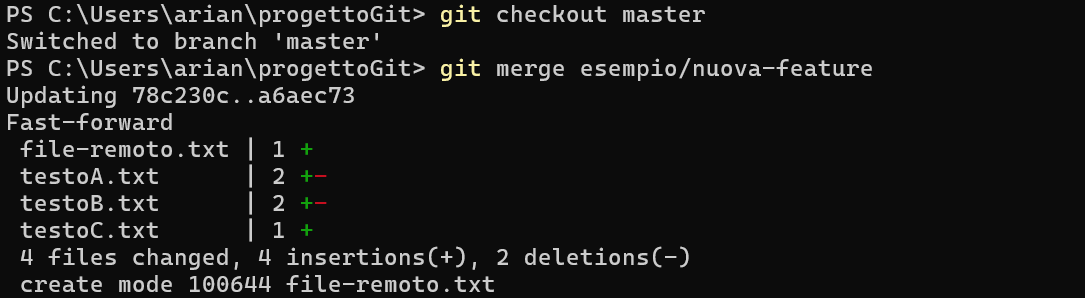 PS C:\Users\arian\progettoGit> git checkout master
Switched to branch 'master'
PS C:\Users\arian\progettoGit> git merge esempio/nuova-feature
Updating 78c230c..a6aec73
Fast-forward
 file-remoto.txt | 1 +
 testoA.txt      | 2 +-
 testoB.txt      | 2 +-
 testoC.txt      | 1 +
 4 files changed, 4 insertions(+), 2 deletions(-)
 create mode 100644 file-remoto.txt